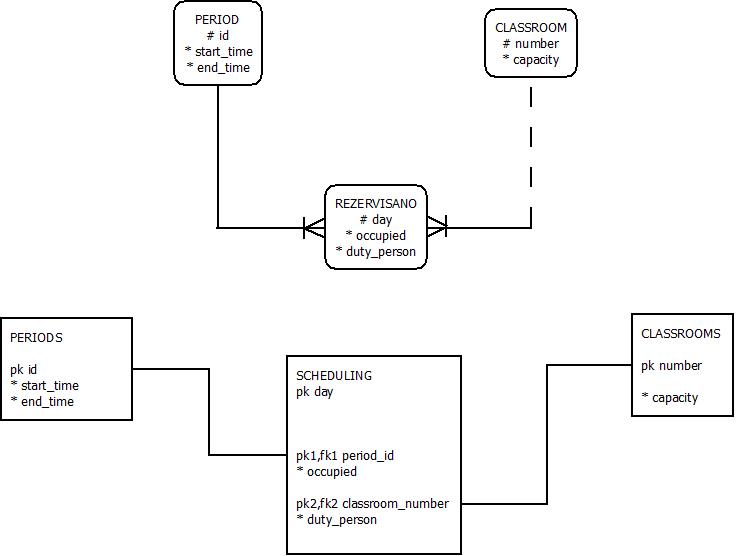 PERIOD
# id
* start_time
* end_time
CLASSROOM
# number
* capacity
REZERVISANO
# day
* occupied
* duty_person
PERIODS
pk id
* start_time
* end_time
SCHEDULING
pk day
pk1,fk1 period_id
* occupied
pk2,fk2 classroom_number
* duty_person
CLASSROOMS
pk number
* capacity